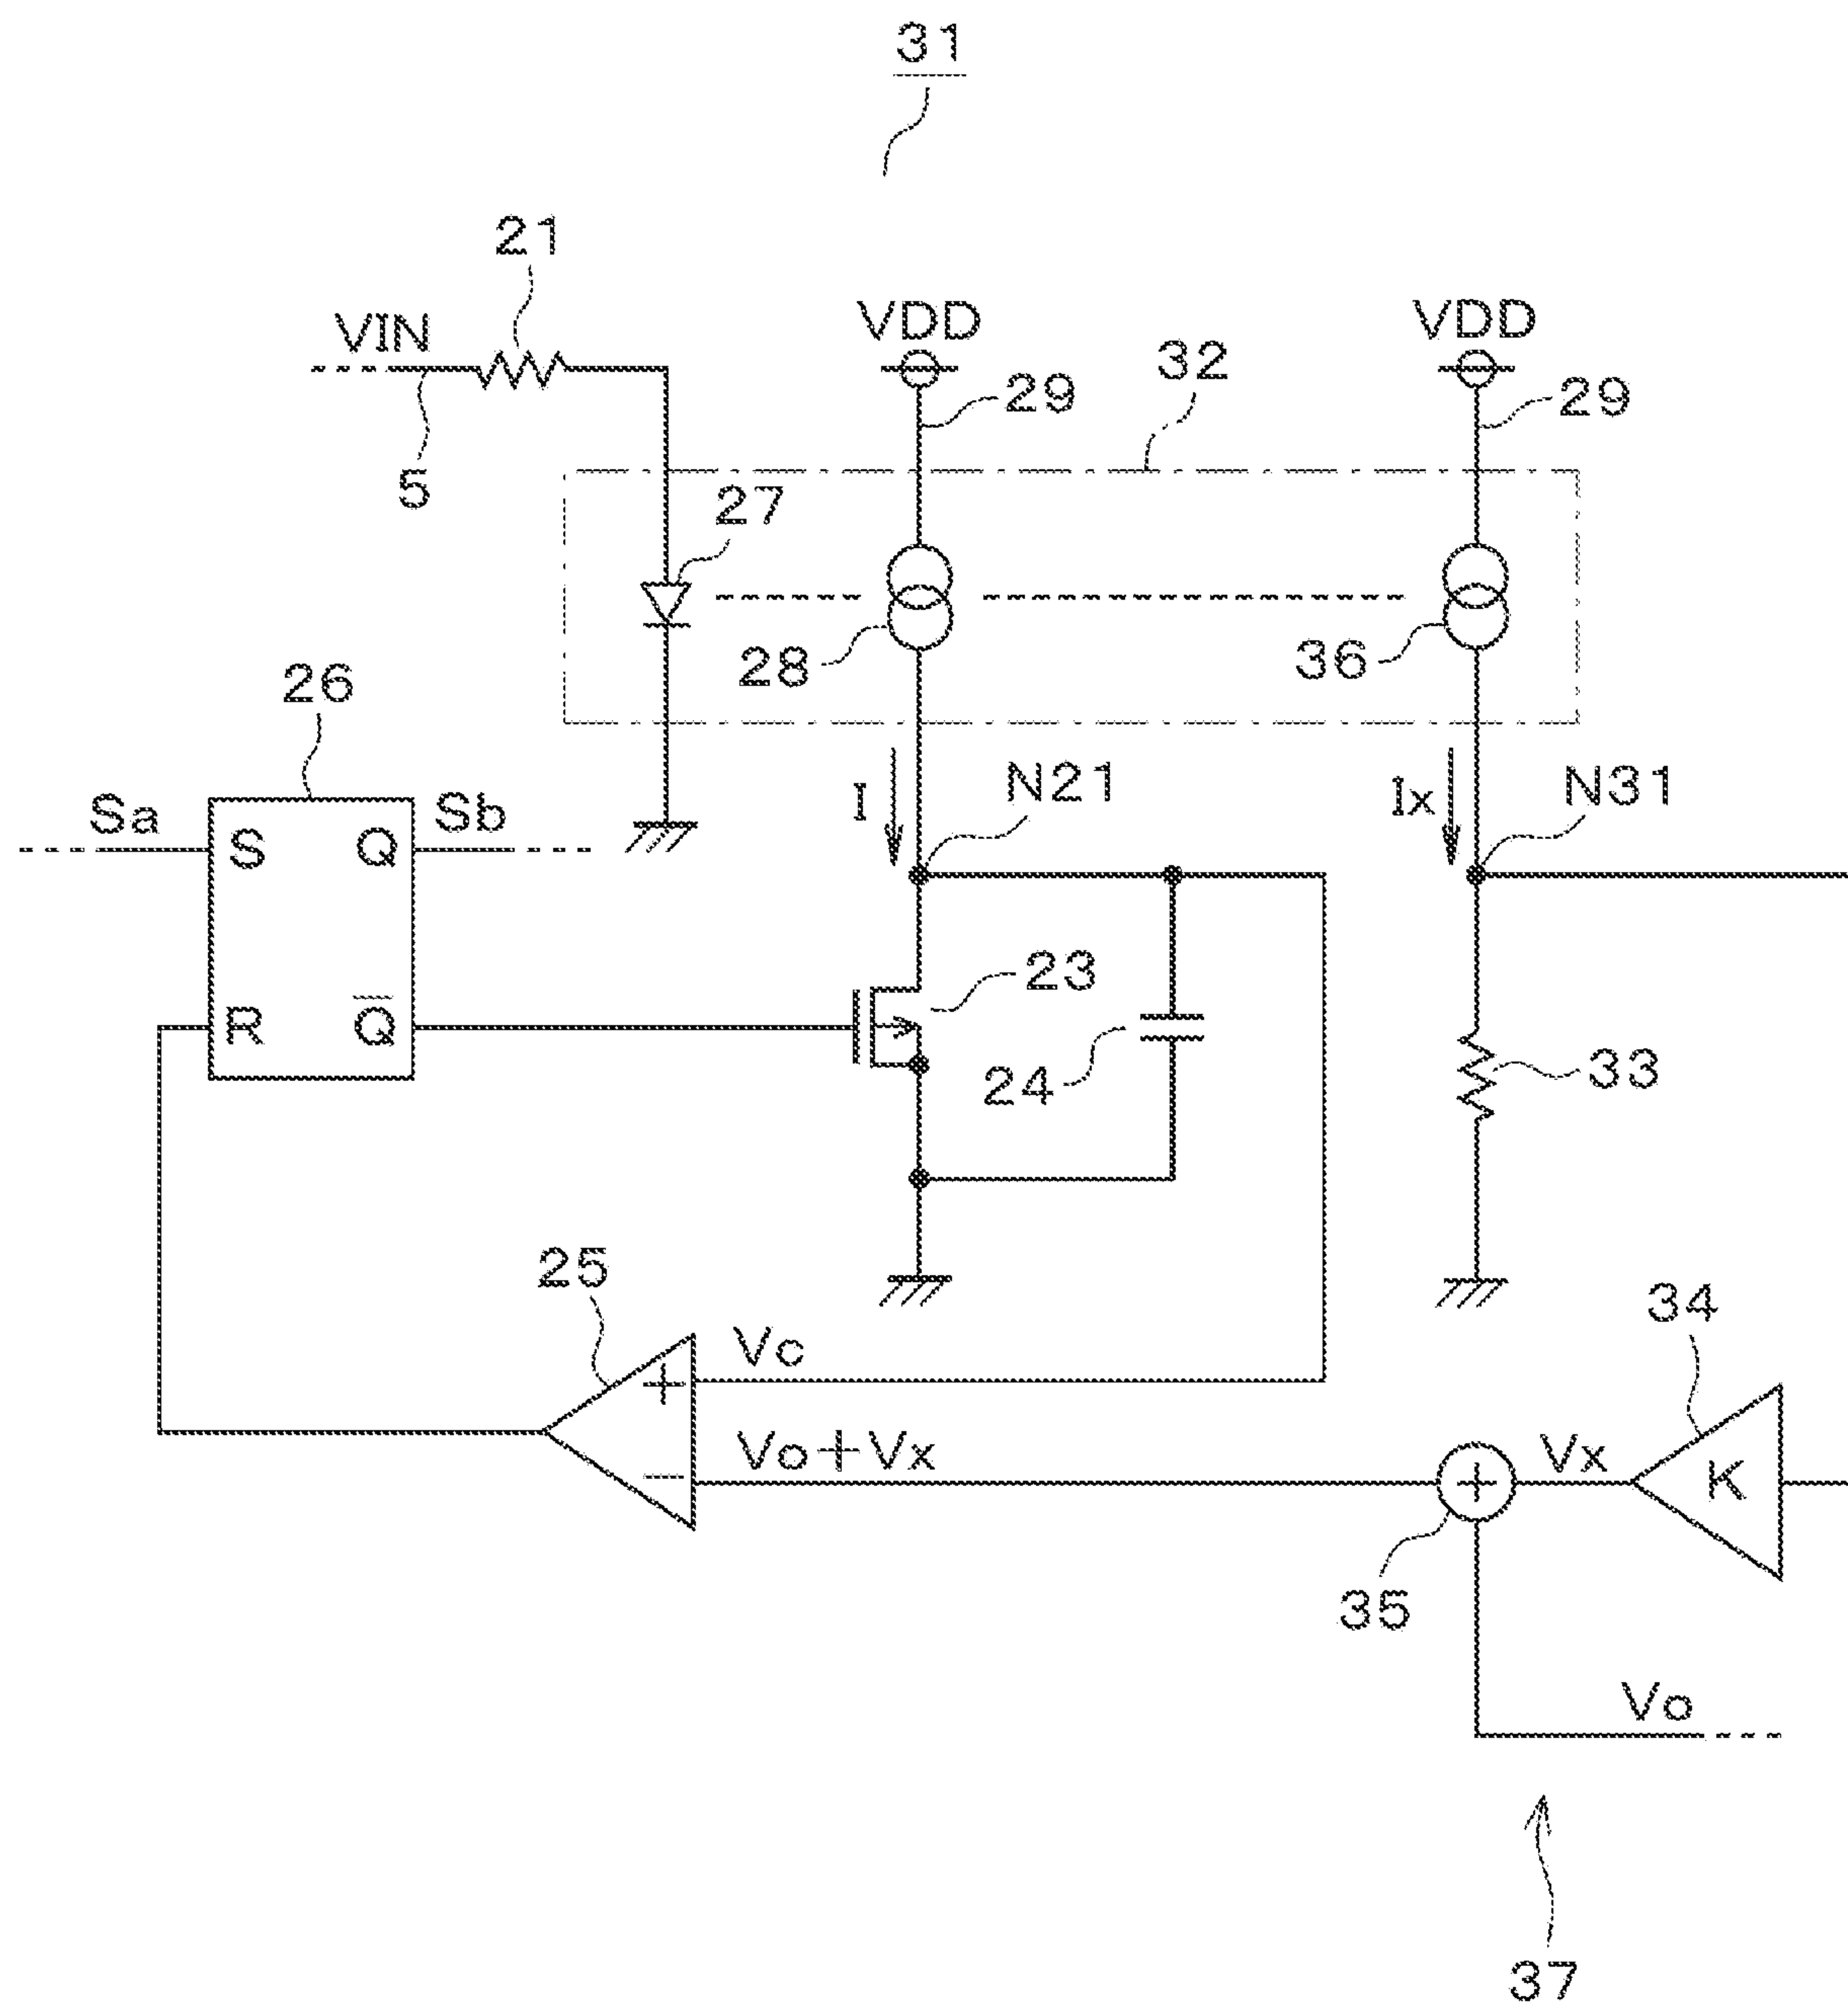 31
21
VIN
VDD
VDD
32
29
29
5
27
28
36
26
I
N21
Ix
N31
Sa
S
Q
Sb
23
R
Q̅
24
33
25
34
Vc
+
Vo+Vx
−
+
Vx
K
35
Vo
37